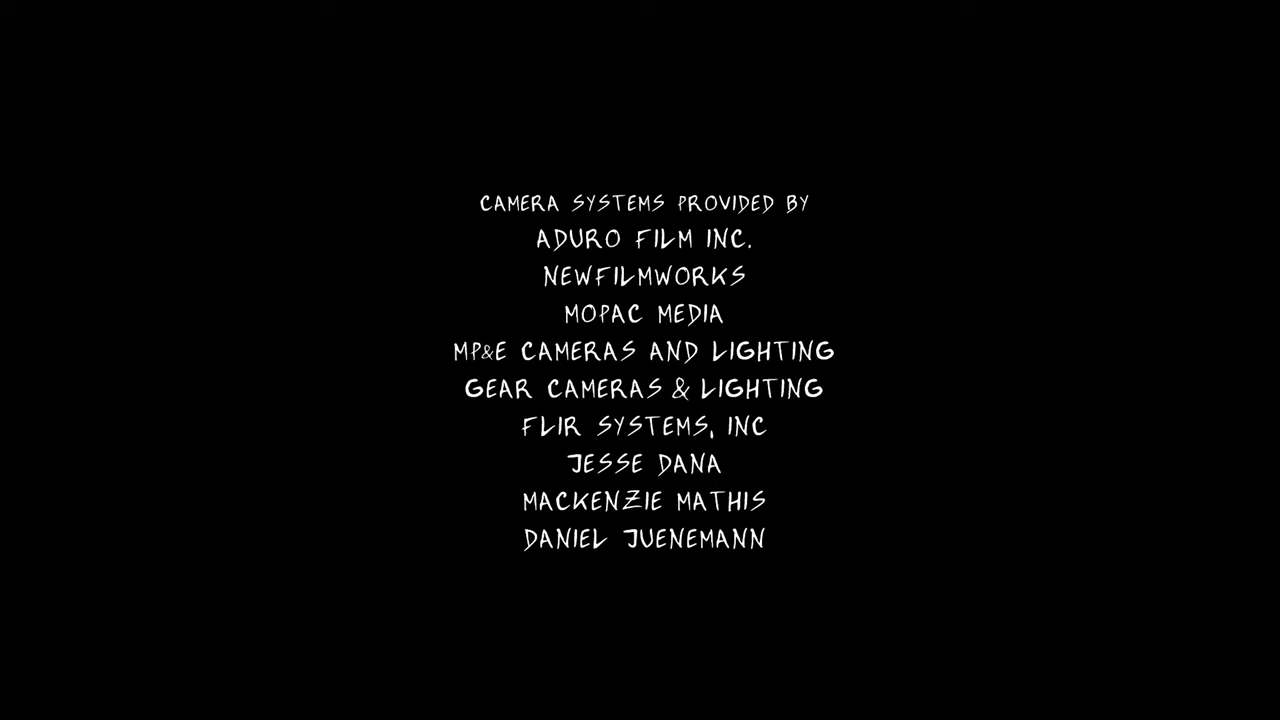 CAMERA SYSTEMS PROVIDED BY
ADURO FILM INC.
NEWFILMWORKS
MOPAC MEDIA
MP&E CAMERAS AND LIGHTING
GEAR CAMERAS & LIGHTING
FLIR SYSTEMS, INC
JESSE DANA
MACKENZIE MATHIS
DANIEL JUENEMANN